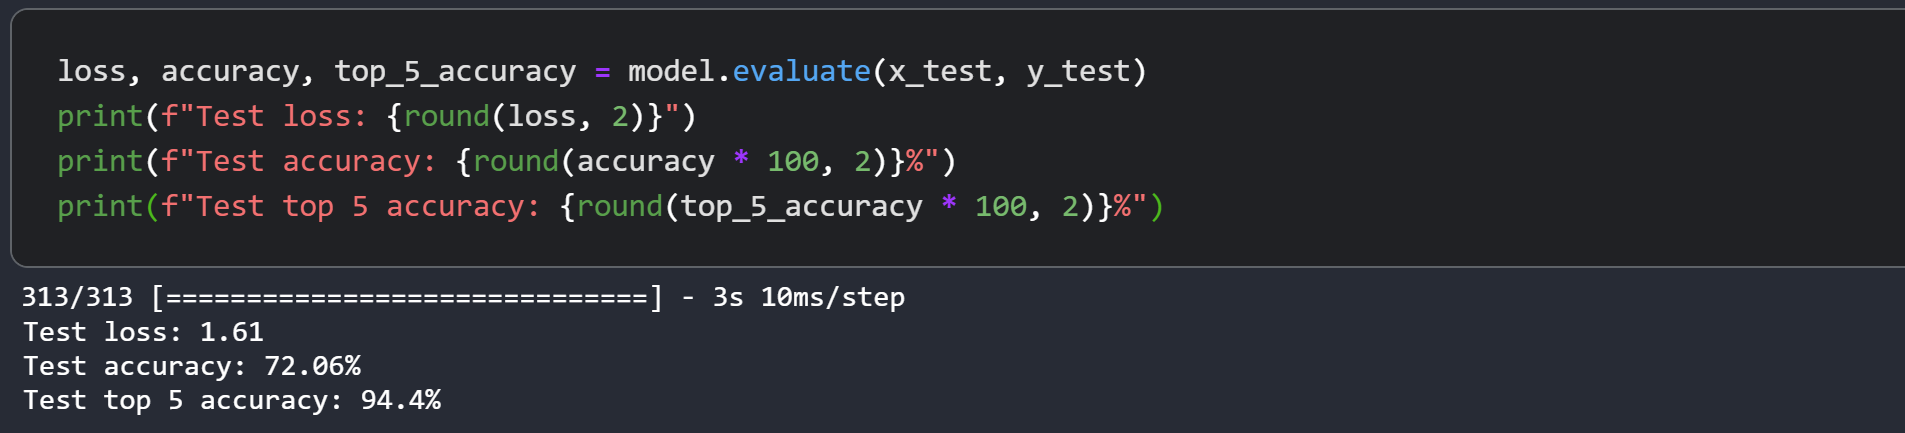 loss, accuracy, top_5_accuracy = model.evaluate(x_test, y_test)
print(f"Test loss: {round(loss, 2)}")
print(f"Test accuracy: {round(accuracy * 100, 2)}%")
print(f"Test top 5 accuracy: {round(top_5_accuracy * 100, 2)}%")
313/313 [==============================] - 3s 10ms/step
Test loss: 1.61
Test accuracy: 72.06%
Test top 5 accuracy: 94.4%